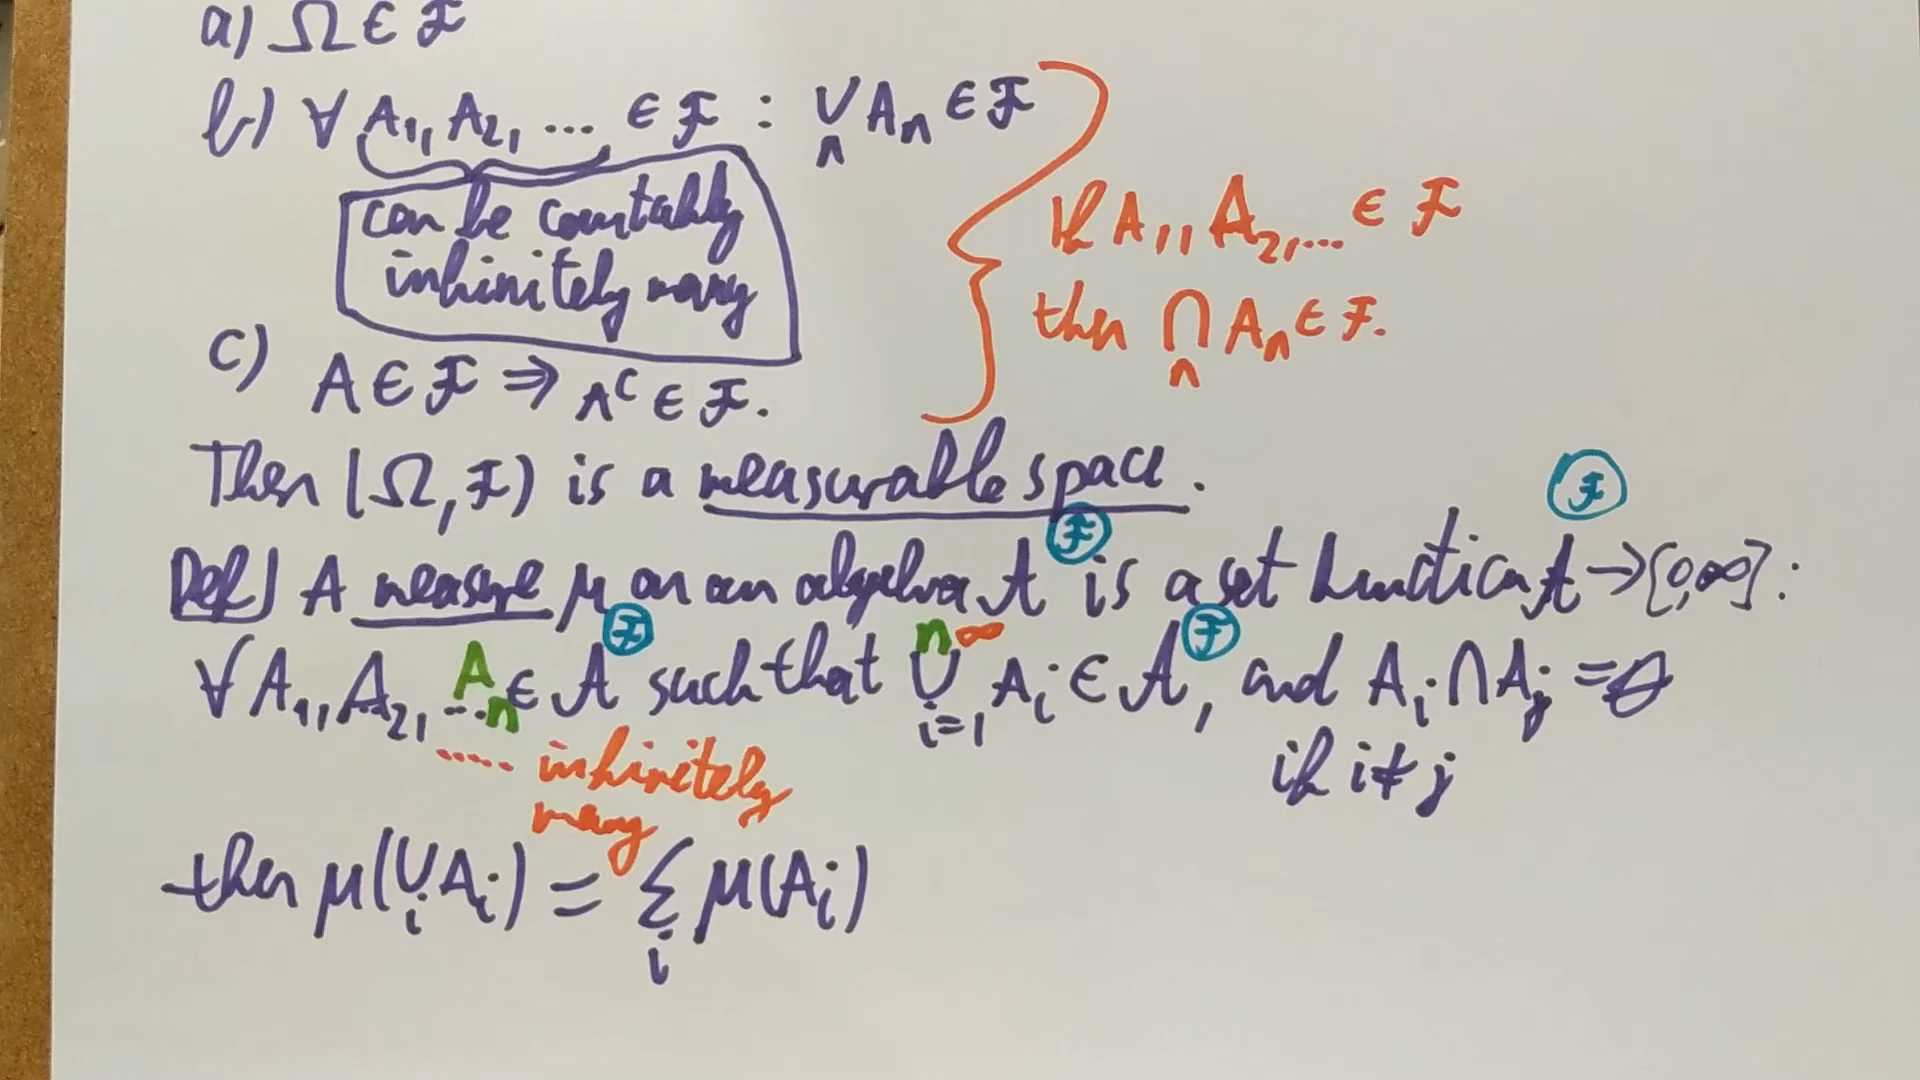 a) Ω ∈ ℱ
b) ∀ A₁, A₂, ... ∈ ℱ : ∪ₙ Aₙ ∈ ℱ
can be countably
infinitely many
If A₁, A₂, ... ∈ ℱ
then ∩ₙ Aₙ ∈ ℱ.
c) A ∈ ℱ ⇒ Aᶜ ∈ ℱ.
Then (Ω, ℱ) is a measurable space.
ℱ ℱ
Def) A measure μ on an algebra 𝒜 is a set function 𝒜 → [0, ∞] :
ℱ n ∞ ℱ
∀ A₁, A₂, ... Aₙ ∈ 𝒜 such that ∪ᵢ₌₁ Aᵢ ∈ 𝒜, and Aᵢ ∩ Aⱼ = ∅
if i ≠ j
..... infinitely
many
then μ(∪ᵢ Aᵢ) = Σᵢ μ(Aᵢ)